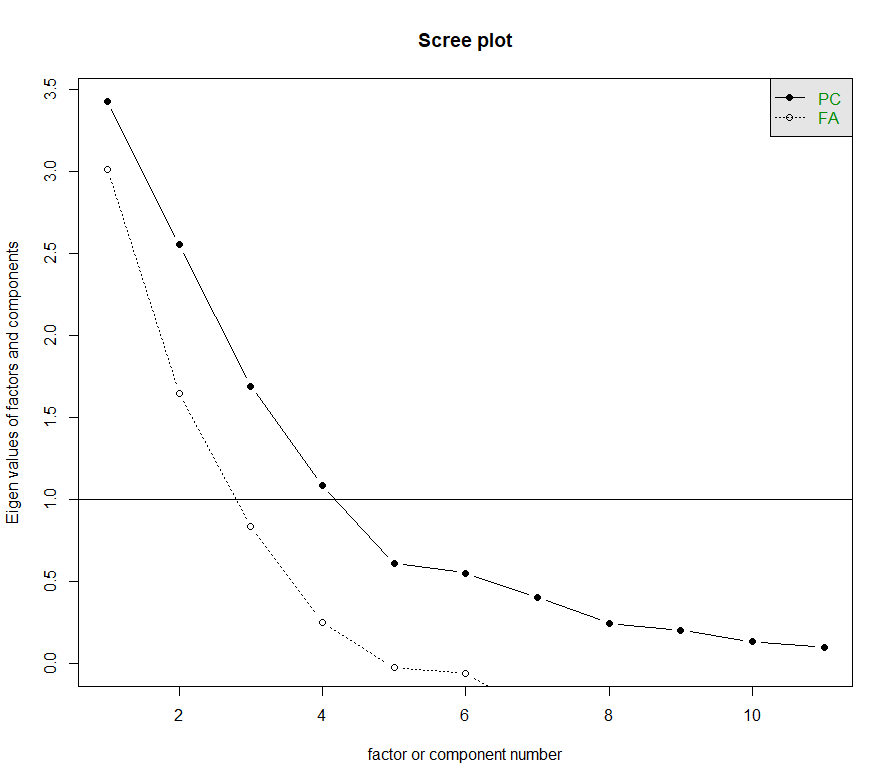 Scree plot
PC
FA
Eigen values of factors and components
3.5
3.0
2.5
2.0
1.5
1.0
0.5
0.0
2
4
6
8
10
factor or component number